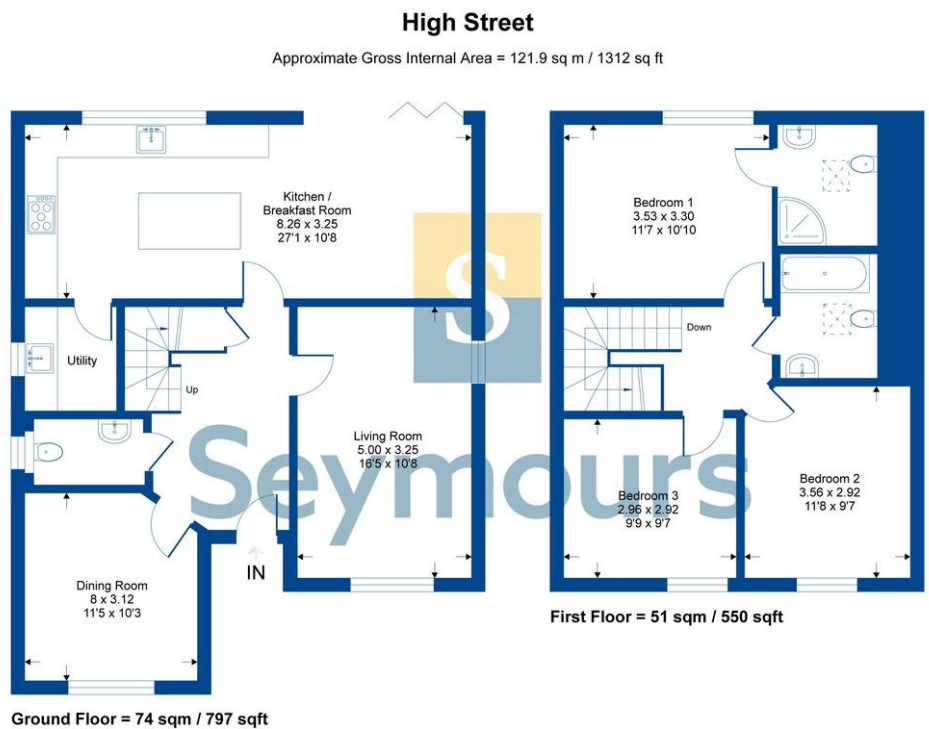 High Street
Approximate Gross Internal Area = 121.9 sq m / 1312 sq ft
Kitchen /
Breakfast Room
8.26 x 3.25
27'1 x 10'8
Utility
Up
Living Room
5.00 x 3.25
16'5 x 10'8
Dining Room
8 x 3.12
11'5 x 10'3
IN
Ground Floor = 74 sqm / 797 sqft
Bedroom 1
3.53 x 3.30
11'7 x 10'10
Down
Bedroom 3
2.96 x 2.92
9'9 x 9'7
Bedroom 2
3.56 x 2.92
11'8 x 9'7
First Floor = 51 sqm / 550 sqft
S
Seymours